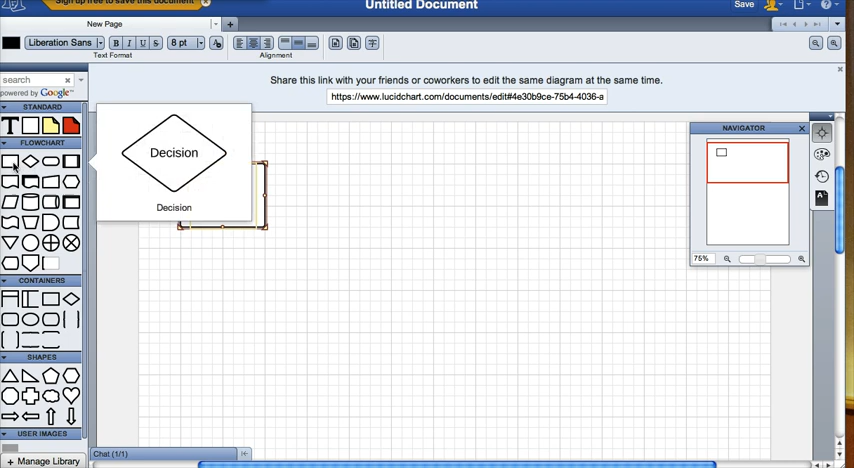 Sign up free to save this document
Untitled Document
Save
New Page
Liberation Sans
B I U S
8 pt
Text Format
Alignment
search
powered by Google™
Share this link with your friends or coworkers to edit the same diagram at the same time.
https://www.lucidchart.com/documents/edit#4e30b9ce-75b4-4036-a
STANDARD
T
FLOWCHART
Decision
Decision
NAVIGATOR
75%
A
CONTAINERS
SHAPES
USER IMAGES
+ Manage Library
Chat (1/1)